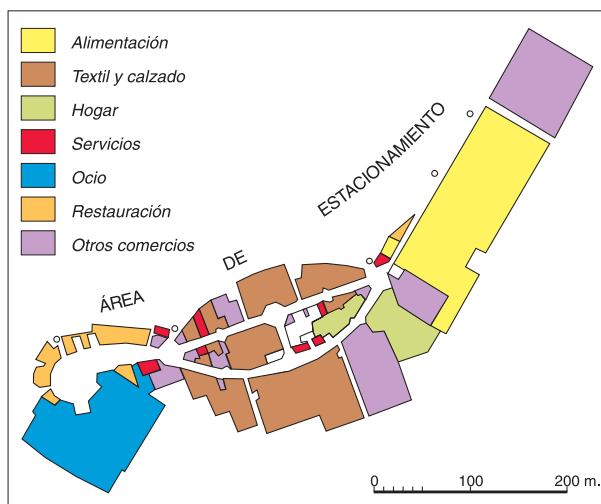 Alimentación
Textil y calzado
Hogar
Servicios
Ocio
Restauración
Otros comercios
ÁREA
DE
ESTACIONAMIENTO
0 100 200 m.